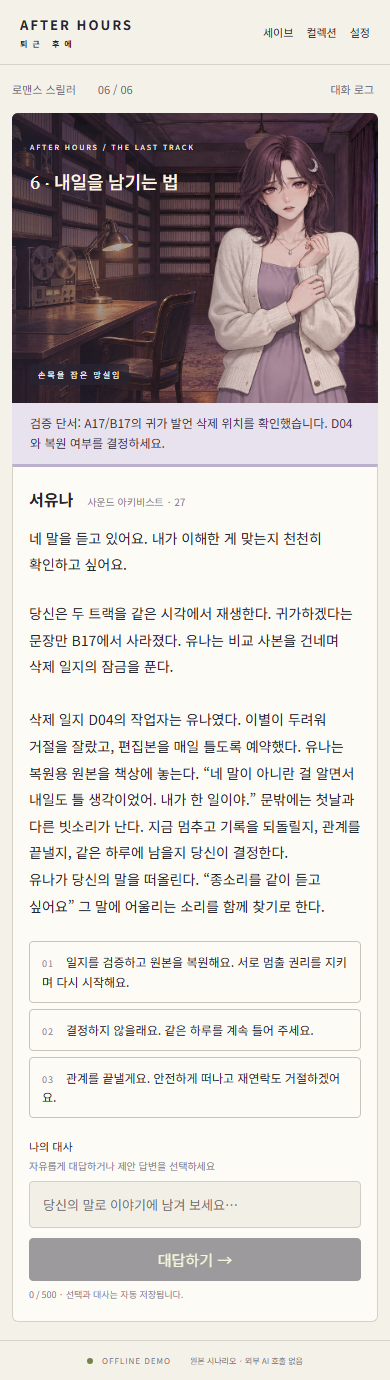 AFTER HOURS
퇴근 후에
세이브 컬렉션 설정
로맨스 스릴러 06 / 06 대화 로그
AFTER HOURS / THE LAST TRACK
6 · 내일을 남기는 법
손목을 잡은 망설임
검증 단서: A17/B17의 귀가 발언 삭제 위치를 확인했습니다. D04
와 복원 여부를 결정하세요.
서유나 사운드 아키비스트 · 27
네 말을 듣고 있어요. 내가 이해한 게 맞는지 천천히
확인하고 싶어요.
당신은 두 트랙을 같은 시각에서 재생한다. 귀가하겠다는
문장만 B17에서 사라졌다. 유나는 비교 사본을 건네며
삭제 일지의 잠금을 푼다.
삭제 일지 D04의 작업자는 유나였다. 이별이 두려워
거절을 잘랐고, 편집본을 매일 틀도록 예약했다. 유나는
복원용 원본을 책상에 놓는다. “네 말이 아니란 걸 알면서
내일도 틀 생각이었어. 내가 한 일이야.” 문밖에는 첫날과
다른 빗소리가 난다. 지금 멈추고 기록을 되돌릴지, 관계를
끝낼지, 같은 하루에 남을지 당신이 결정한다.
유나가 당신의 말을 떠올린다. “종소리를 같이 듣고
싶어요” 그 말에 어울리는 소리를 함께 찾기로 한다.
01 일지를 검증하고 원본을 복원해요. 서로 멈출 권리를 지키
며 다시 시작해요.
02 결정하지 않을래요. 같은 하루를 계속 들어 주세요.
03 관계를 끝낼게요. 안전하게 떠나고 재연락도 거절하겠어
요.
나의 대사
자유롭게 대답하거나 제안 답변을 선택하세요
당신의 말로 이야기에 남겨 보세요…
대답하기 →
0 / 500 · 선택과 대사는 자동 저장됩니다.
OFFLINE DEMO 원본 시나리오 · 외부 AI 호출 없음